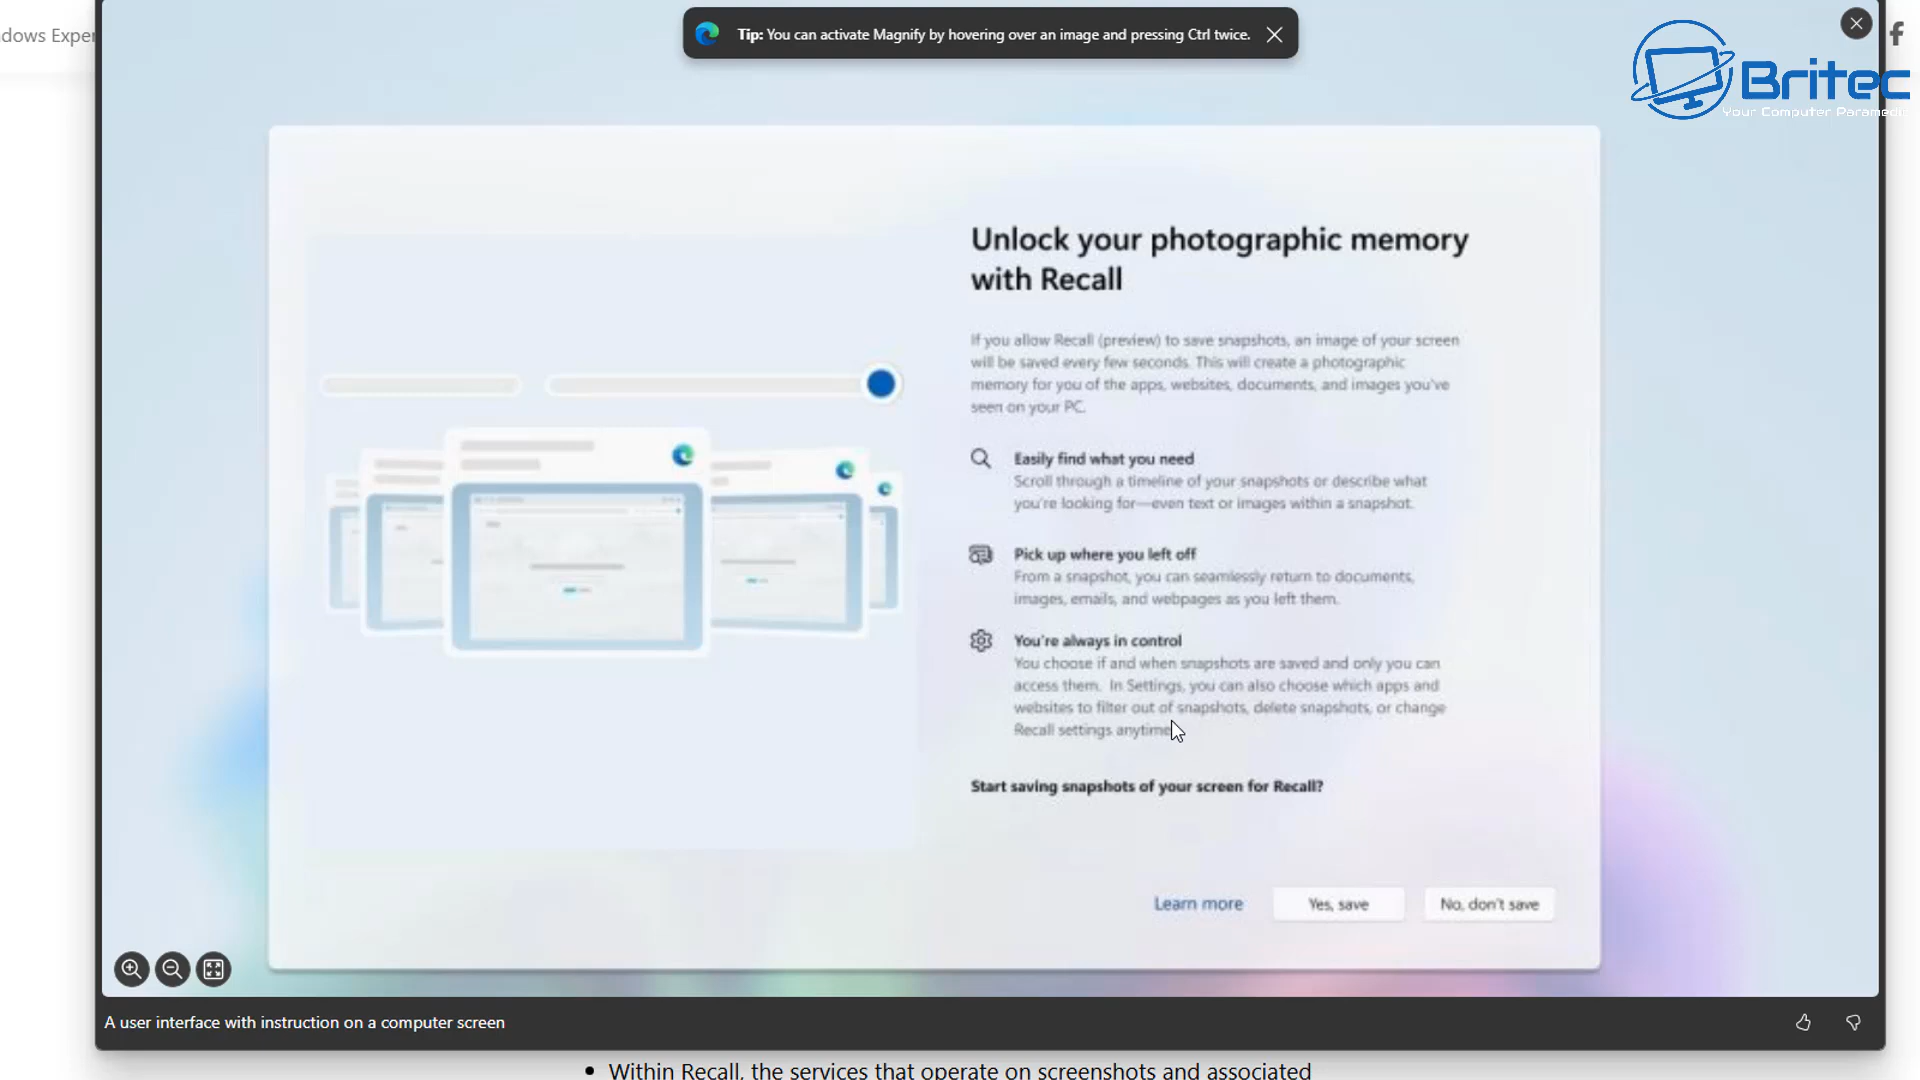 dows Exper
Tip: You can activate Magnify by hovering over an image and pressing Ctrl twice.
Britec
Your Computer Paramedic
Unlock your photographic memory
with Recall
If you allow Recall (preview) to save snapshots, an image of your screen
will be saved every few seconds. This will create a photographic
memory for you of the apps, websites, documents, and images you've
seen on your PC.
Easily find what you need
Scroll through a timeline of your snapshots or describe what
you're looking for—even text or images within a snapshot.
Pick up where you left off
From a snapshot, you can seamlessly return to documents,
images, emails, and webpages as you left them.
You're always in control
You choose if and when snapshots are saved and only you can
access them. In Settings, you can also choose which apps and
websites to filter out of snapshots, delete snapshots, or change
Recall settings anytime
Start saving snapshots of your screen for Recall?
Learn more
Yes, save
No, don't save
A user interface with instruction on a computer screen
• Within Recall, the services that operate on screenshots and associated